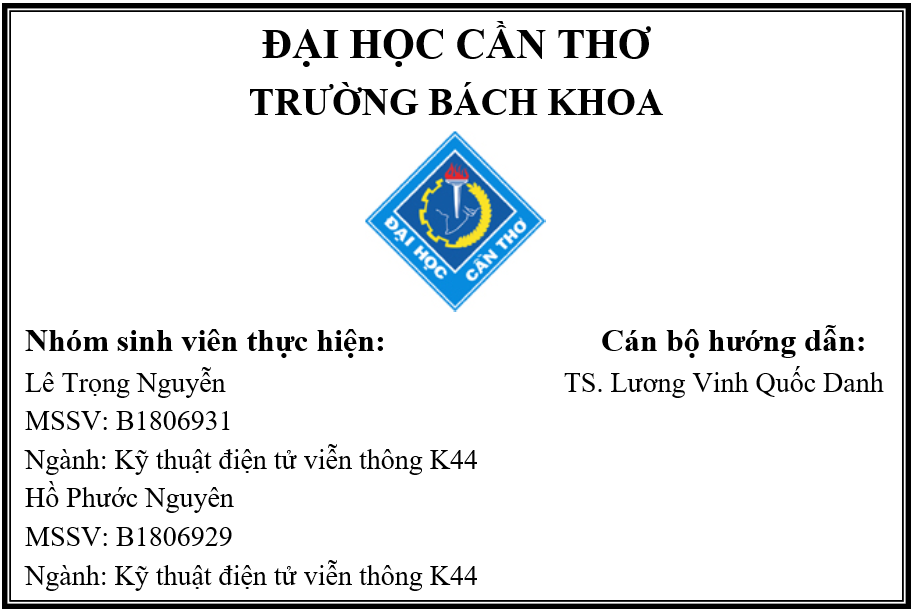 ĐẠI HỌC CẦN THƠ
TRƯỜNG BÁCH KHOA
ĐẠI HỌC CẦN THƠ
Nhóm sinh viên thực hiện:
Cán bộ hướng dẫn:
Lê Trọng Nguyễn
TS. Lương Vinh Quốc Danh
MSSV: B1806931
Ngành: Kỹ thuật điện tử viễn thông K44
Hồ Phước Nguyên
MSSV: B1806929
Ngành: Kỹ thuật điện tử viễn thông K44